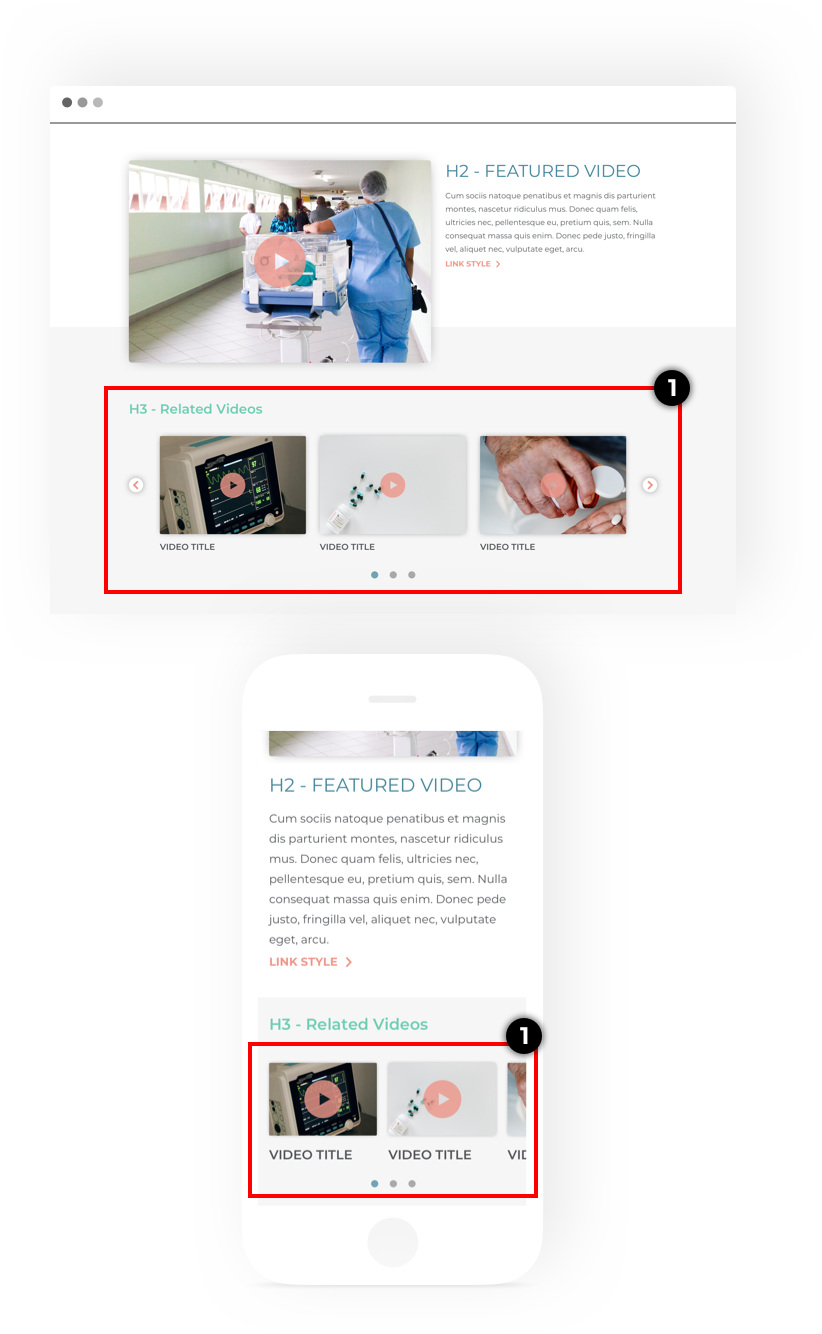 H2 - FEATURED VIDEO
Cum sociis natoque penatibus et magnis dis parturient
montes, nascetur ridiculus mus. Donec quam felis,
ultricies nec, pellentesque eu, pretium quis, sem. Nulla
consequat massa quis enim. Donec pede justo, fringilla
vel, aliquet nec, vulputate eget, arcu.
LINK STYLE
1
H3 - Related Videos
VIDEO TITLE
VIDEO TITLE
VIDEO TITLE
H2 - FEATURED VIDEO
Cum sociis natoque penatibus et magnis
dis parturient montes, nascetur ridiculus
mus. Donec quam felis, ultricies nec,
pellentesque eu, pretium quis, sem. Nulla
consequat massa quis enim. Donec pede
justo, fringilla vel, aliquet nec, vulputate
eget, arcu.
LINK STYLE
H3 - Related Videos
1
VIDEO TITLE
VIDEO TITLE
VID